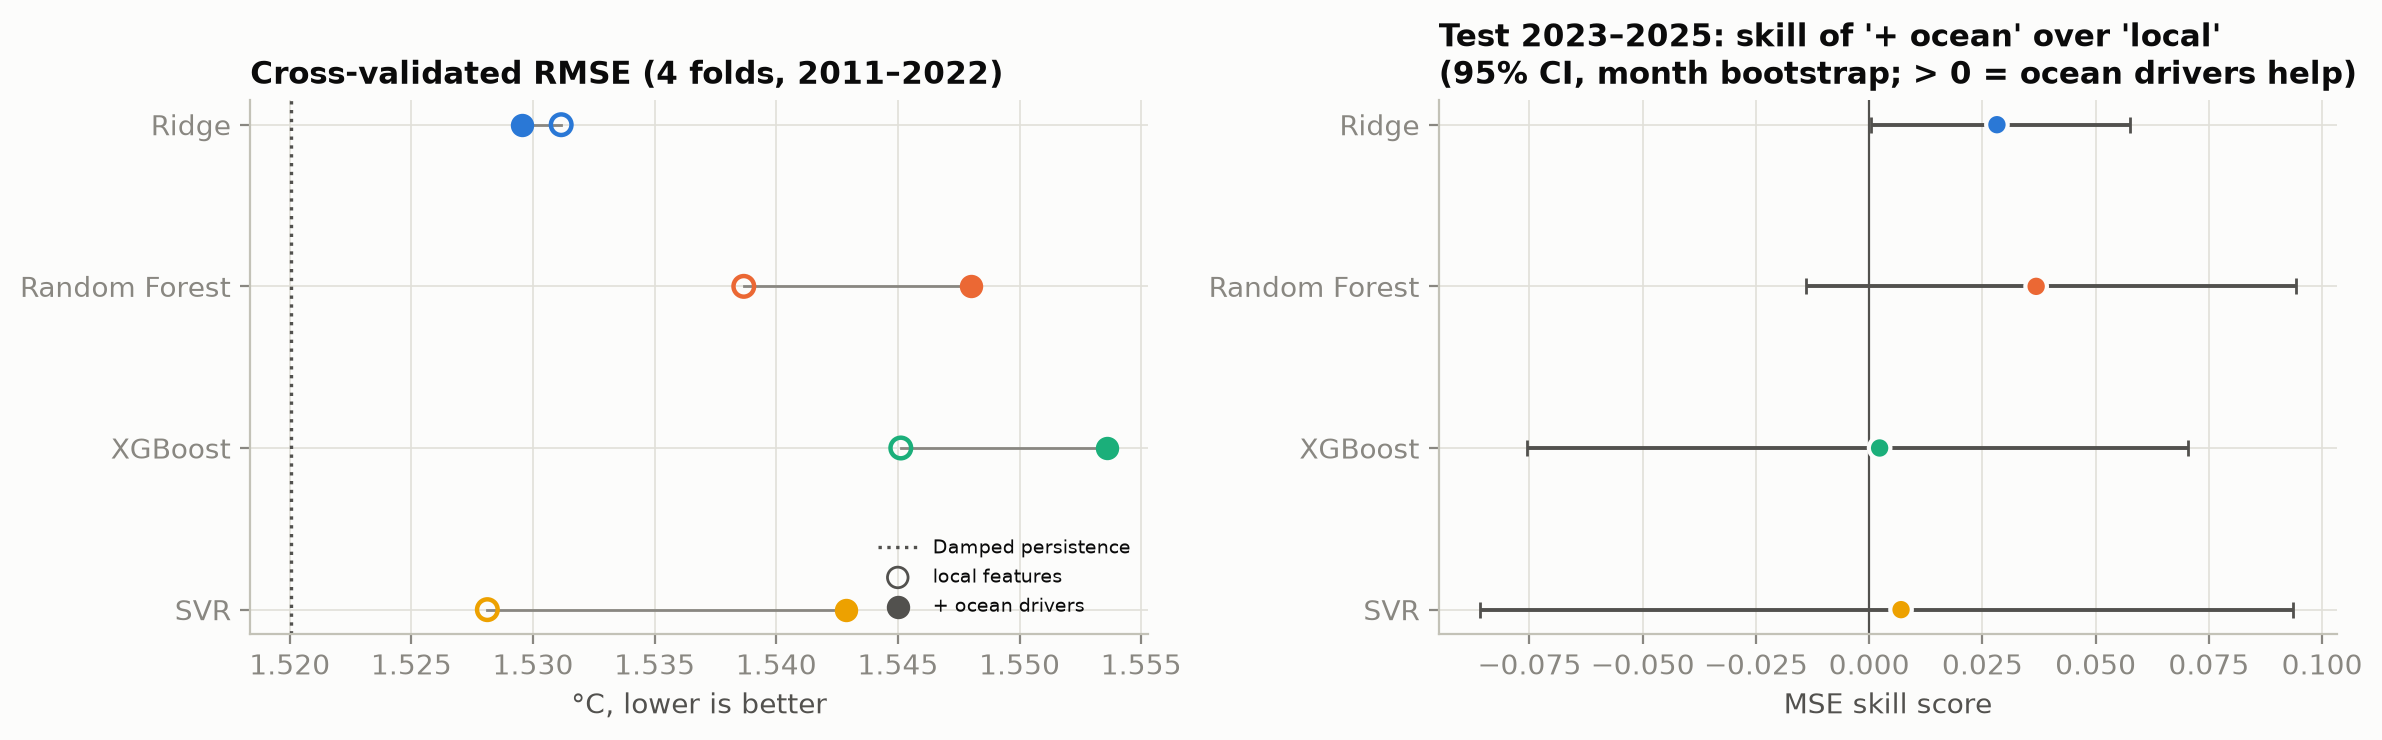 Cross-validated RMSE (4 folds, 2011–2022)
Ridge
Random Forest
XGBoost
SVR
Damped persistence
local features
+ ocean drivers
1.520 1.525 1.530 1.535 1.540 1.545 1.550 1.555
°C, lower is better
Test 2023–2025: skill of '+ ocean' over 'local'
(95% CI, month bootstrap; > 0 = ocean drivers help)
Ridge
Random Forest
XGBoost
SVR
−0.075 −0.050 −0.025 0.000 0.025 0.050 0.075 0.100
MSE skill score